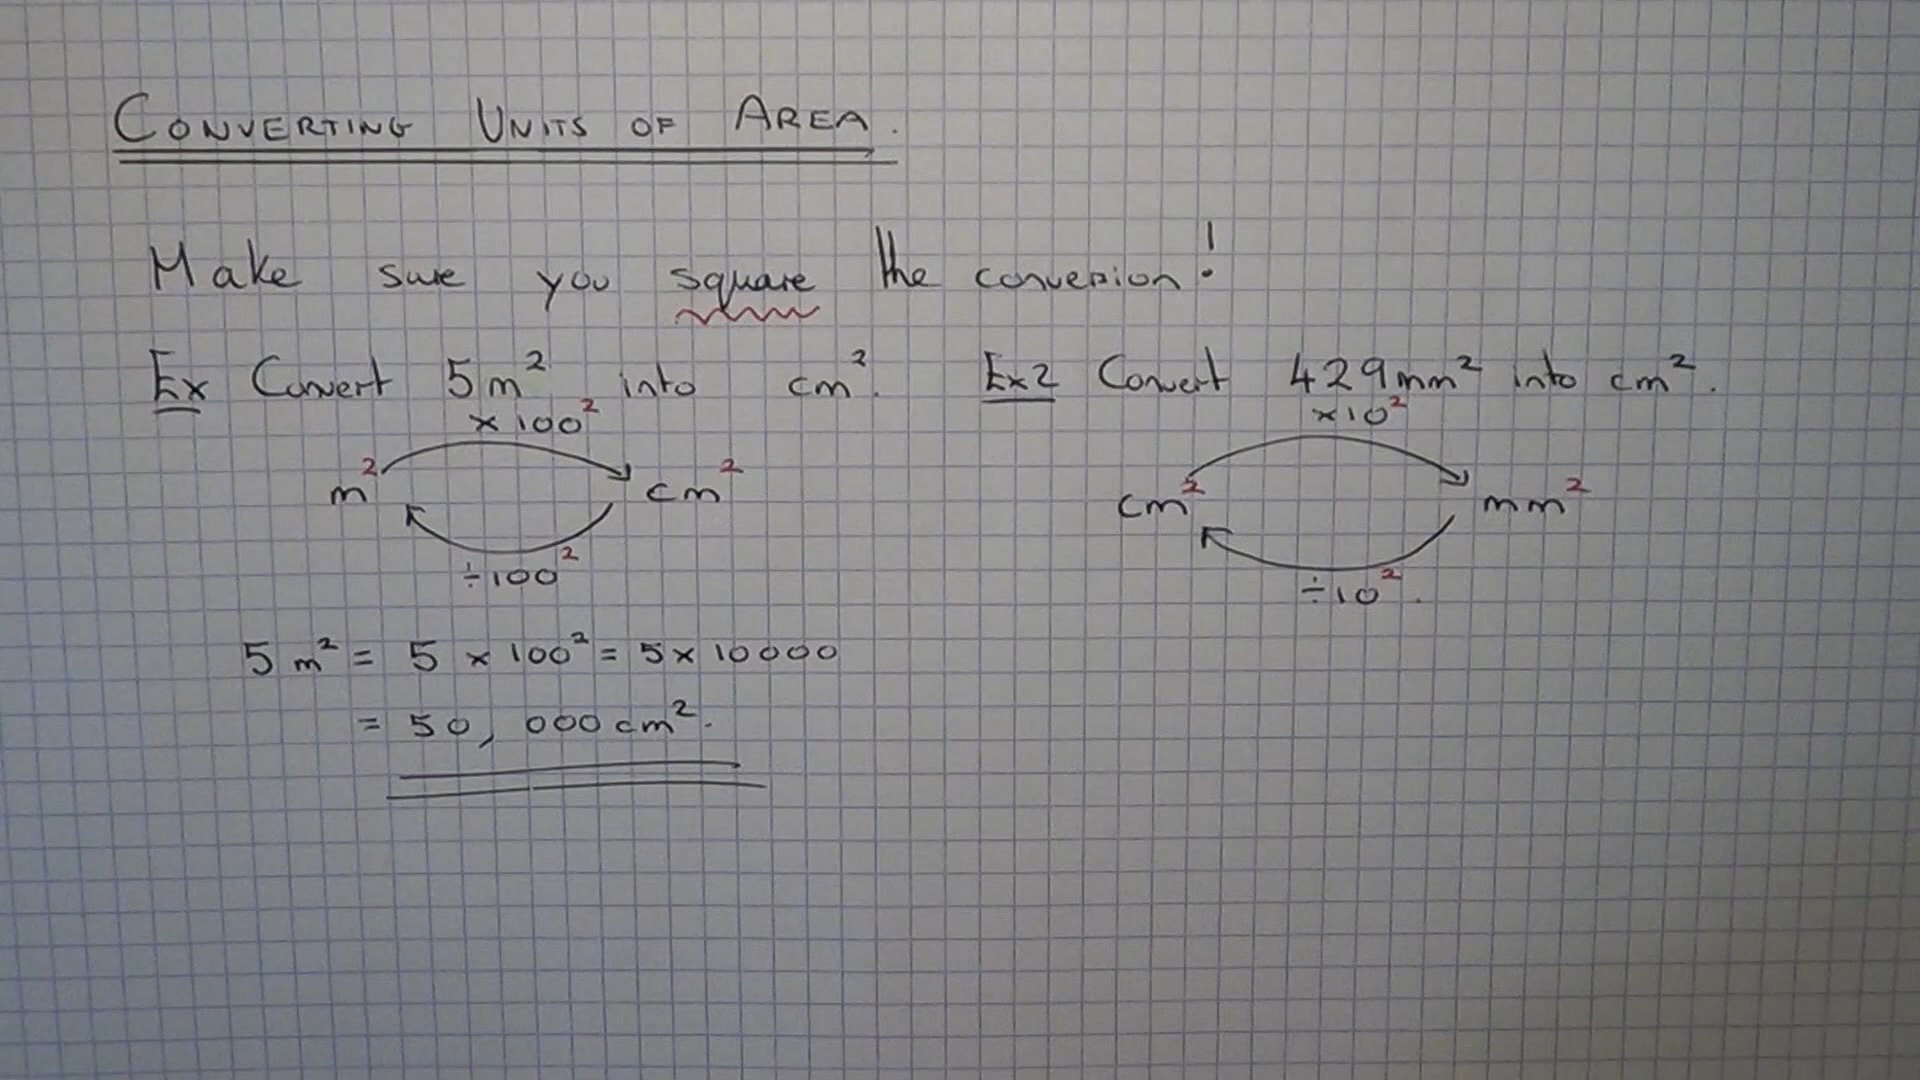 CONVERTING UNITS OF AREA.
Make sure you square the conversion!
Ex Convert 5m² into cm².
×100²
m² cm²
÷100²
5 m² = 5 × 100² = 5 × 10000
= 50,000 cm².
Ex2 Convert 429mm² into cm².
×10²
cm² mm²
÷10².